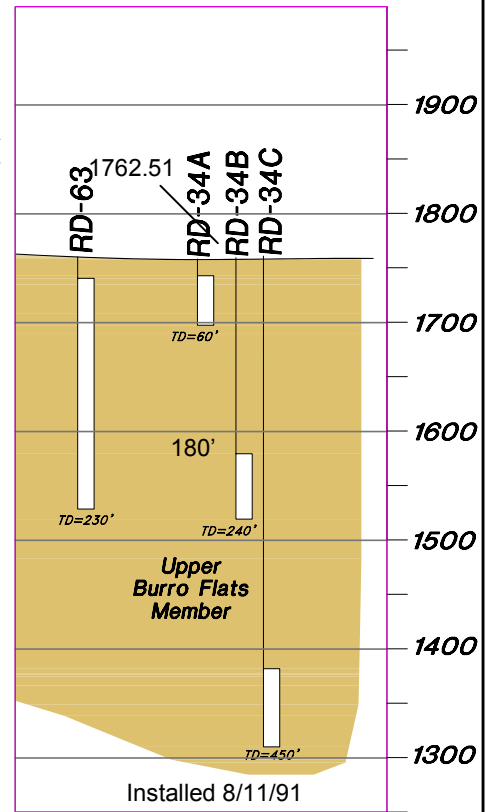 1900
RD-63
1762.51
RD-34A
RD-34B
RD-34C
1800
1700
TD=60'
1600
180'
TD=230'
TD=240'
1500
Upper
Burro Flats
Member
1400
TD=450'
1300
Installed 8/11/91